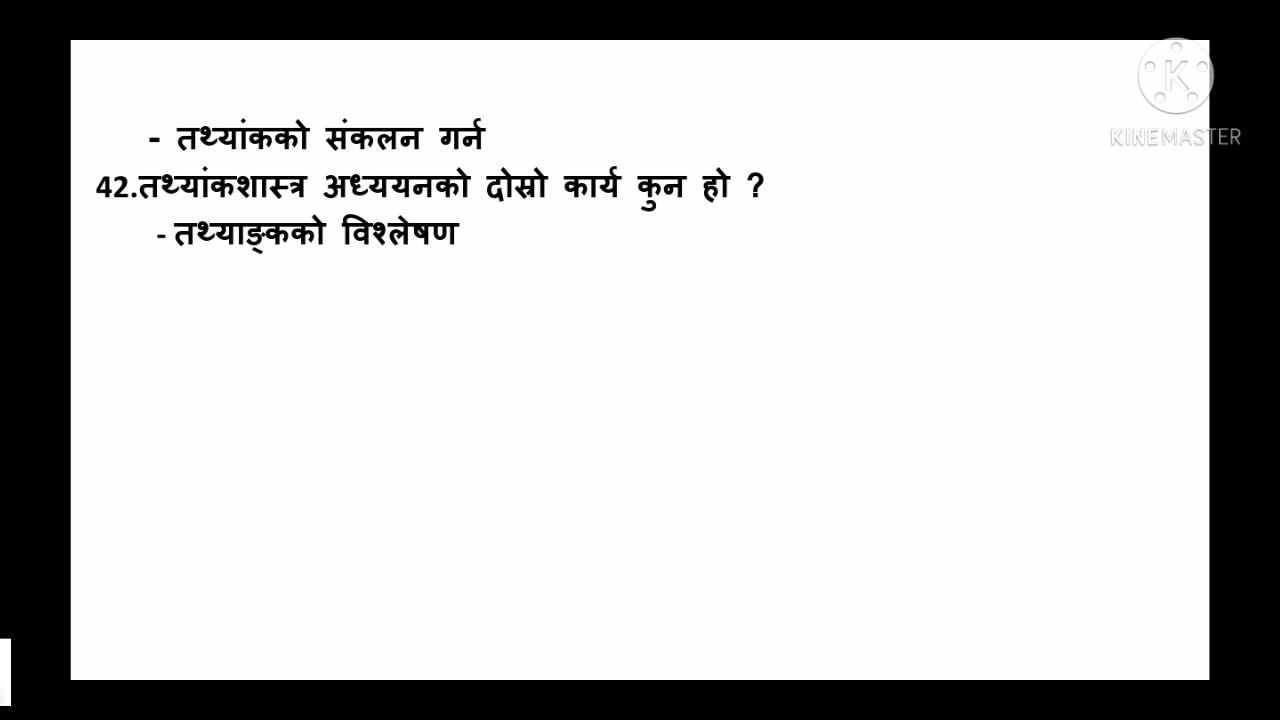 - तथ्यांकको संकलन गर्न
42.तथ्यांकशास्त्र अध्ययनको दोस्रो कार्य कुन हो ?
- तथ्याङ्कको विश्लेषण
K
KINEMASTER